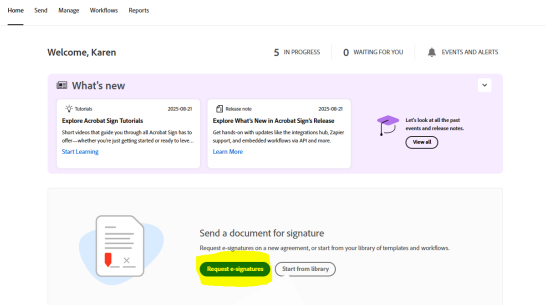 Home Send Manage Workflows Reports
Welcome, Karen
5 IN PROGRESS
0 WAITING FOR YOU
EVENTS AND ALERTS
What's new
Tutorials 2025-08-21
Explore Acrobat Sign Tutorials
Short videos that guide you through all Acrobat Sign has to
offer—whether you're just getting started or ready to leve...
Start Learning
Release note 2025-08-21
Explore What's New in Acrobat Sign's Release
Get hands-on with updates like the integrations hub, Zapier
support, and embedded workflows via API and more.
Learn More
Let's look at all the past
events and release notes.
View all
Send a document for signature
Request e-signatures on a new agreement, or start from your library of templates and workflows.
Request e-signatures
Start from library